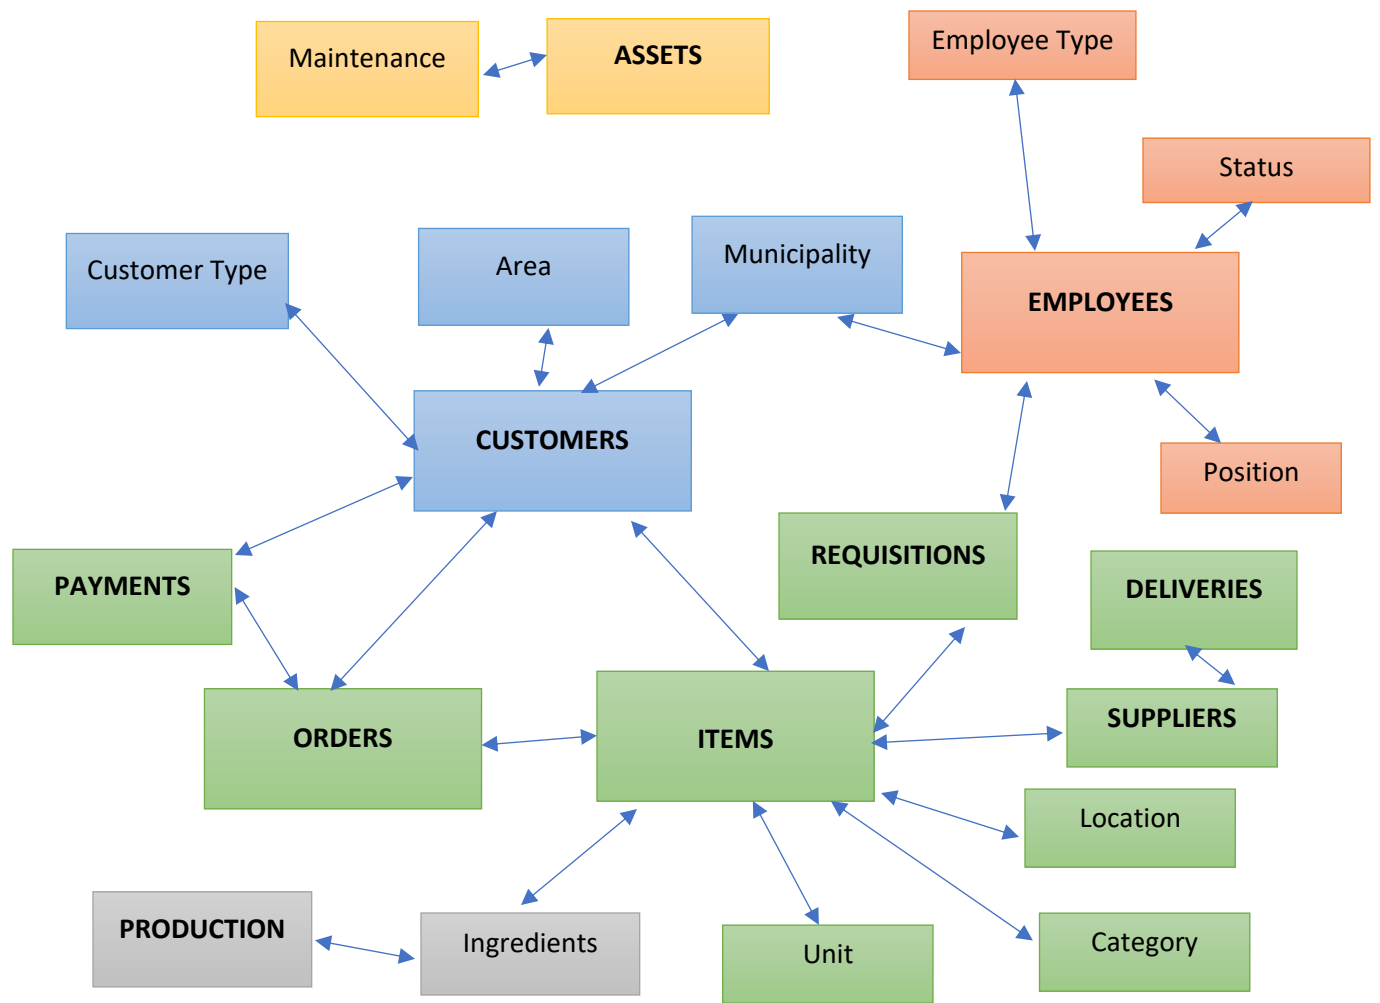 Maintenance
ASSETS
Employee Type
Status
Customer Type
Area
Municipality
EMPLOYEES
CUSTOMERS
Position
PAYMENTS
REQUISITIONS
DELIVERIES
ORDERS
ITEMS
SUPPLIERS
Location
PRODUCTION
Ingredients
Unit
Category